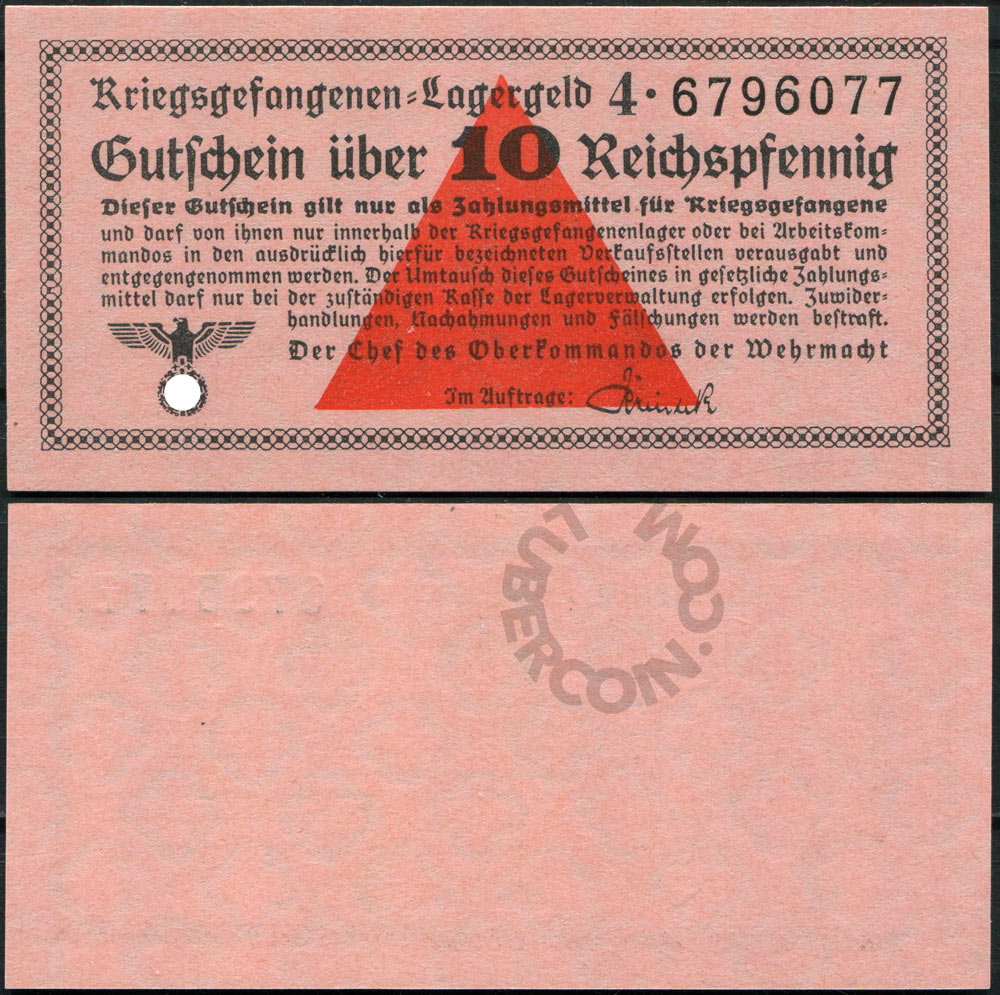 Kriegsgefangenen-Lagergeld 4·6796077
Gutschein über 10 Reichspfennig
Dieser Gutschein gilt nur als Zahlungsmittel für Kriegsgefangene
und darf von ihnen nur innerhalb der Kriegsgefangenenlager oder bei Arbeitskom-
mandos in den ausdrücklich hierfür bezeichneten Verkaufsstellen verausgabt und
entgegengenommen werden. Der Umtausch dieses Gutscheines in gesetzliche Zahlungs-
mittel darf nur bei der zuständigen Kasse der Lagerverwaltung erfolgen. Zuwider-
handlungen, Nachahmungen und Fälschungen werden bestraft.
Der Chef des Oberkommandos der Wehrmacht
Im Auftrage:
LUBERCOIN.COM